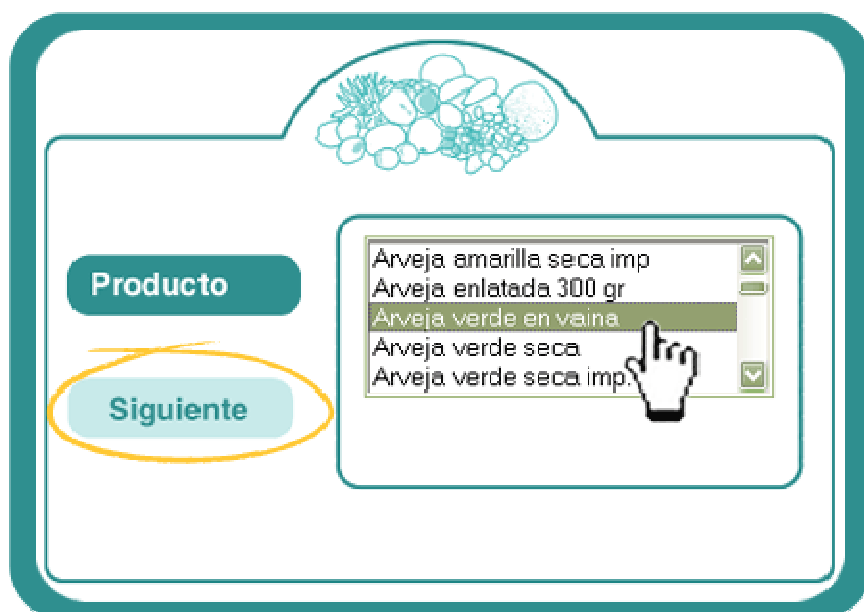 Producto
Siguiente
Arveja amarilla seca imp
Arveja enlatada 300 gr
Arveja verde en vaina
Arveja verde seca
Arveja verde seca imp.